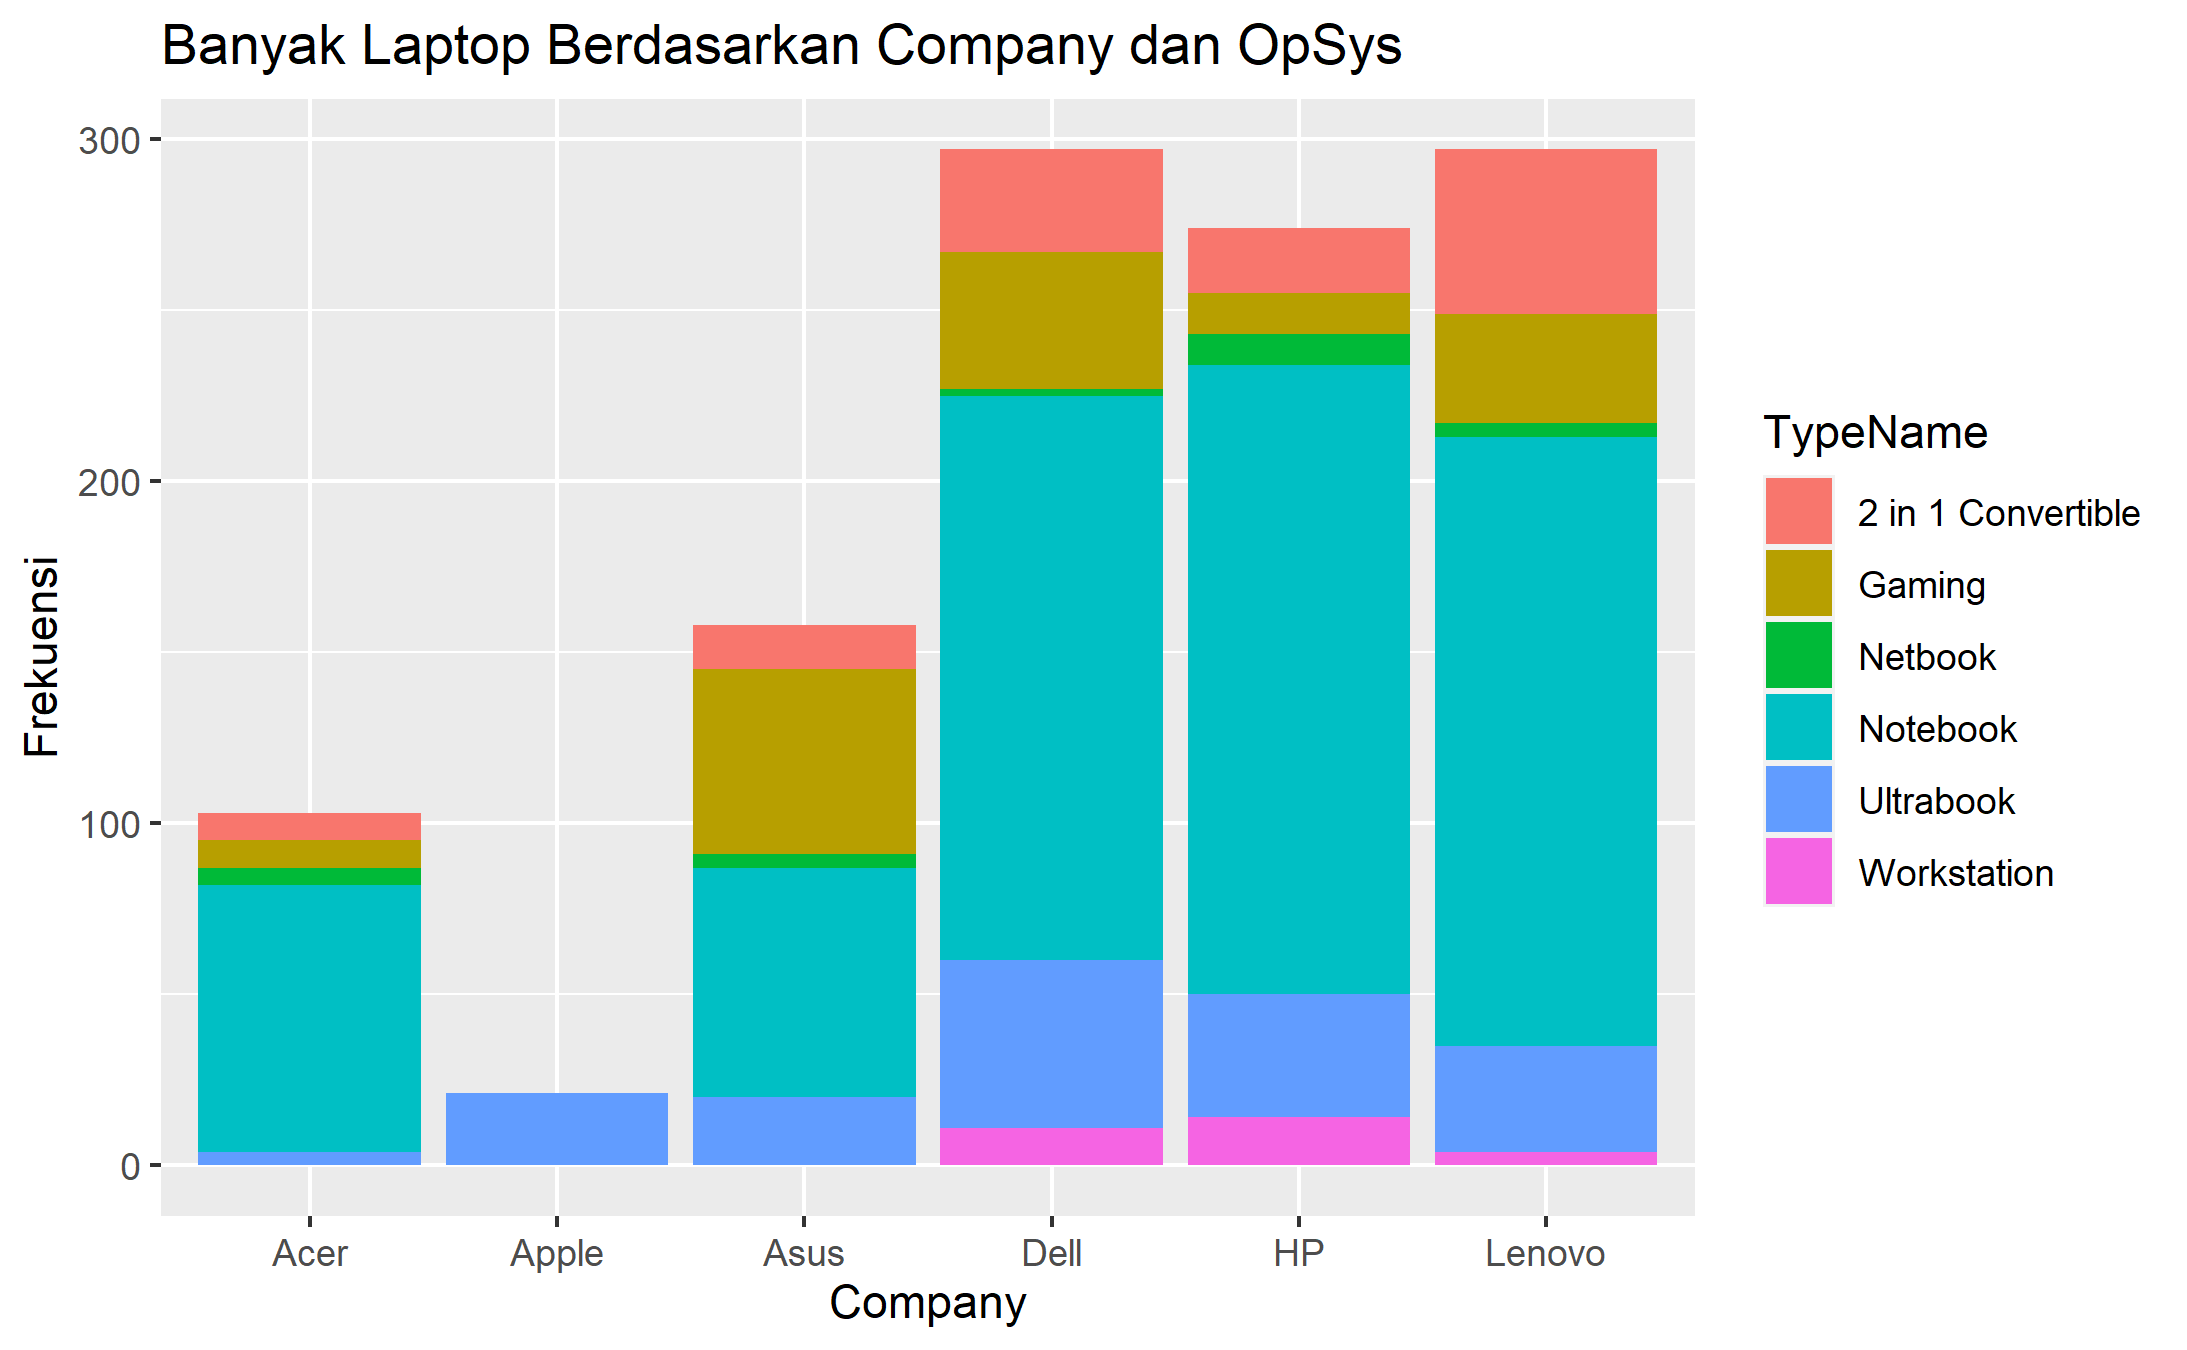 Banyak Laptop Berdasarkan Company dan OpSys
300
200
100
0
Frekuensi
Acer
Apple
Asus
Dell
HP
Lenovo
Company
TypeName
2 in 1 Convertible
Gaming
Netbook
Notebook
Ultrabook
Workstation